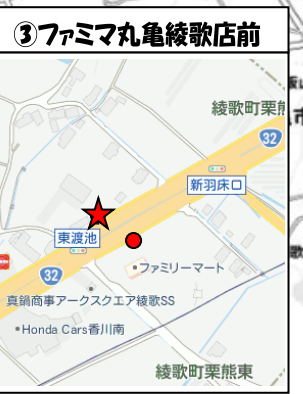 ③ファミマ丸亀綾歌店前
綾歌町栗
32
新羽床口
東渡池
ファミリーマート
32
真鍋商事アークスクエア綾歌SS
Honda Cars香川南
綾歌町栗熊東